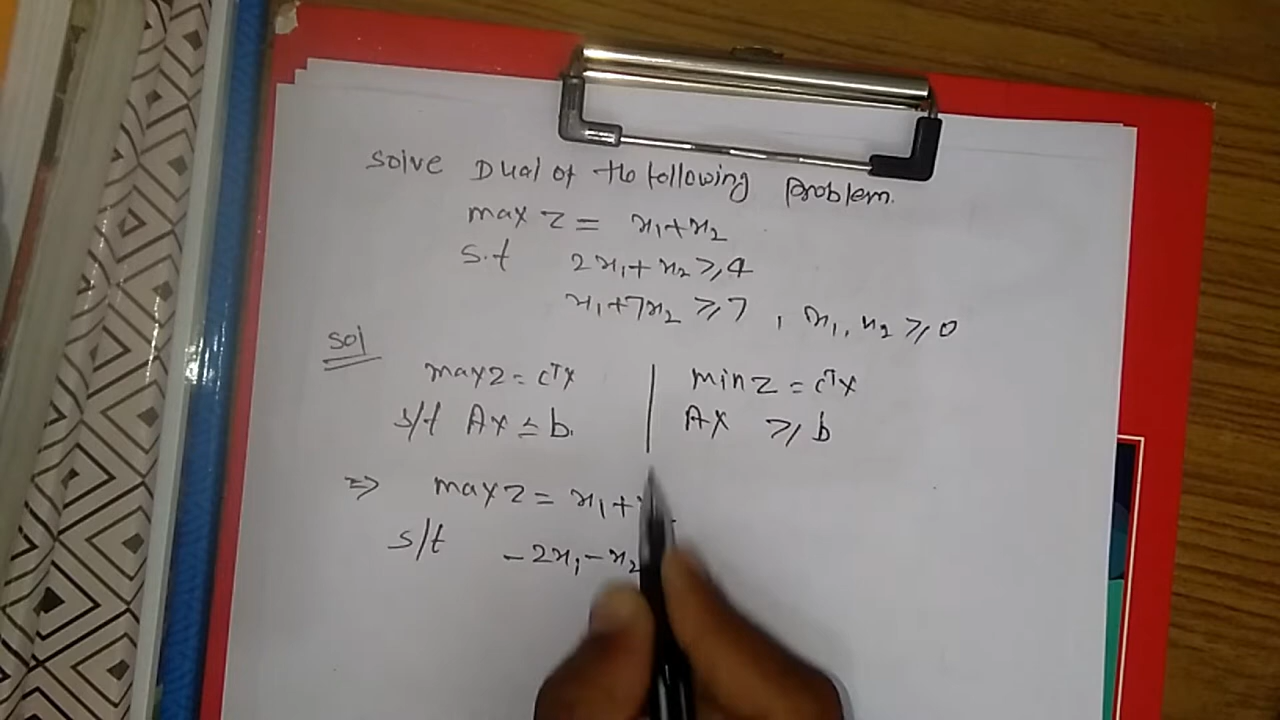 Solve Dual of the following problem.
max Z = x₁+x₂
s.t 2x₁+x₂ ≥ 4
x₁+7x₂ ≥ 7 , x₁, x₂ ≥ 0
Sol
max Z = cᵀx | min Z = cᵀx
s/t Ax ≤ b. | Ax ≥ b
⇒ max Z = x₁+
s/t -2x₁-x₂